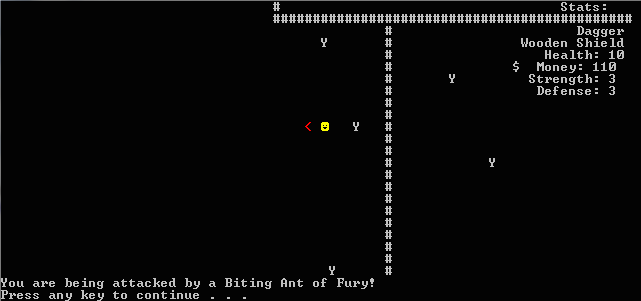 # Stats:
#############################################
# Dagger
Y # Wooden Shield
# Health: 10
# $ Money: 110
# Y Strength: 3
# Defense: 3
#
#
< Y #
#
#
# Y
#
#
#
#
#
#
#
#
Y #
You are being attacked by a Biting Ant of Fury!
Press any key to continue . . .